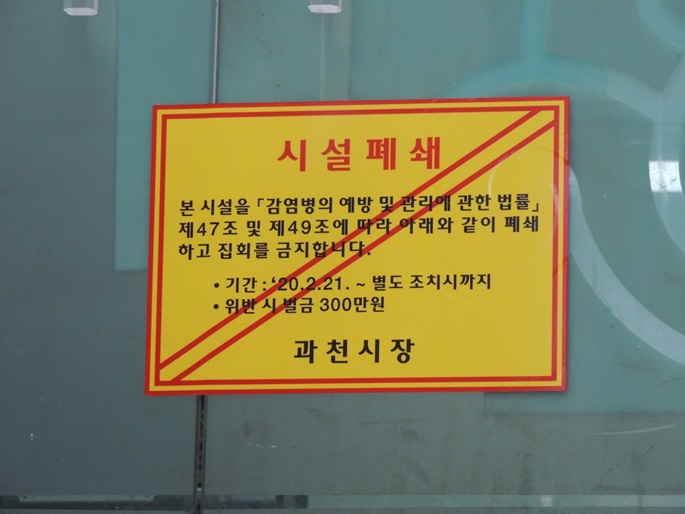 시설폐쇄
본 시설을 「감염병의 예방 및 관리에 관한 법률」
제47조 및 제49조에 따라 아래와 같이 폐쇄
하고 집회를 금지합니다.
• 기간 : ‘20.2.21. ~ 별도 조치시까지
• 위반 시 벌금 300만원
과천시장